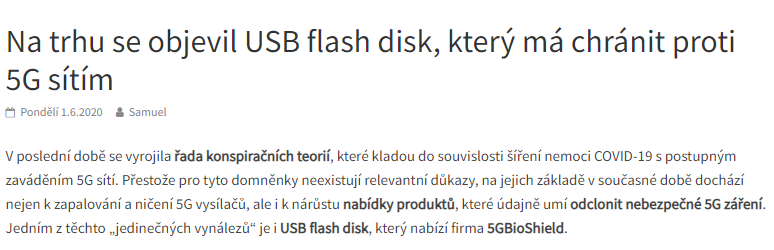 Na trhu se objevil USB flash disk, který má chránit proti
5G sítím
Pondělí 1.6.2020 Samuel
V poslední době se vyrojila řada konspiračních teorií, které kladou do souvislosti šíření nemoci COVID-19 s postupným
zaváděním 5G sítí. Přestože pro tyto domněnky neexistují relevantní důkazy, na jejich základě v současné době dochází
nejen k zapalování a ničení 5G vysílačů, ale i k nárůstu nabídky produktů, které údajně umí odclonit nebezpečné 5G záření.
Jedním z těchto „jedinečných vynálezů“ je i USB flash disk, který nabízí firma 5GBioShield.